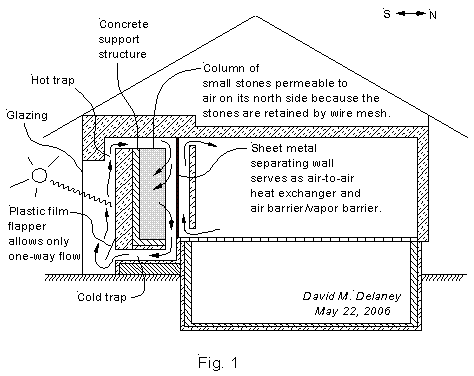 S N
Concrete
support
structure
Column of
small stones permeable to
air on its north side because the
stones are retained by wire mesh.
Hot trap
Glazing
Sheet metal
separating wall
serves as air-to-air
heat exchanger and
air barrier/vapor barrier.
Plastic film
flapper
allows only
one-way flow
Cold trap
David M. Delaney
May 22, 2006
Fig. 1